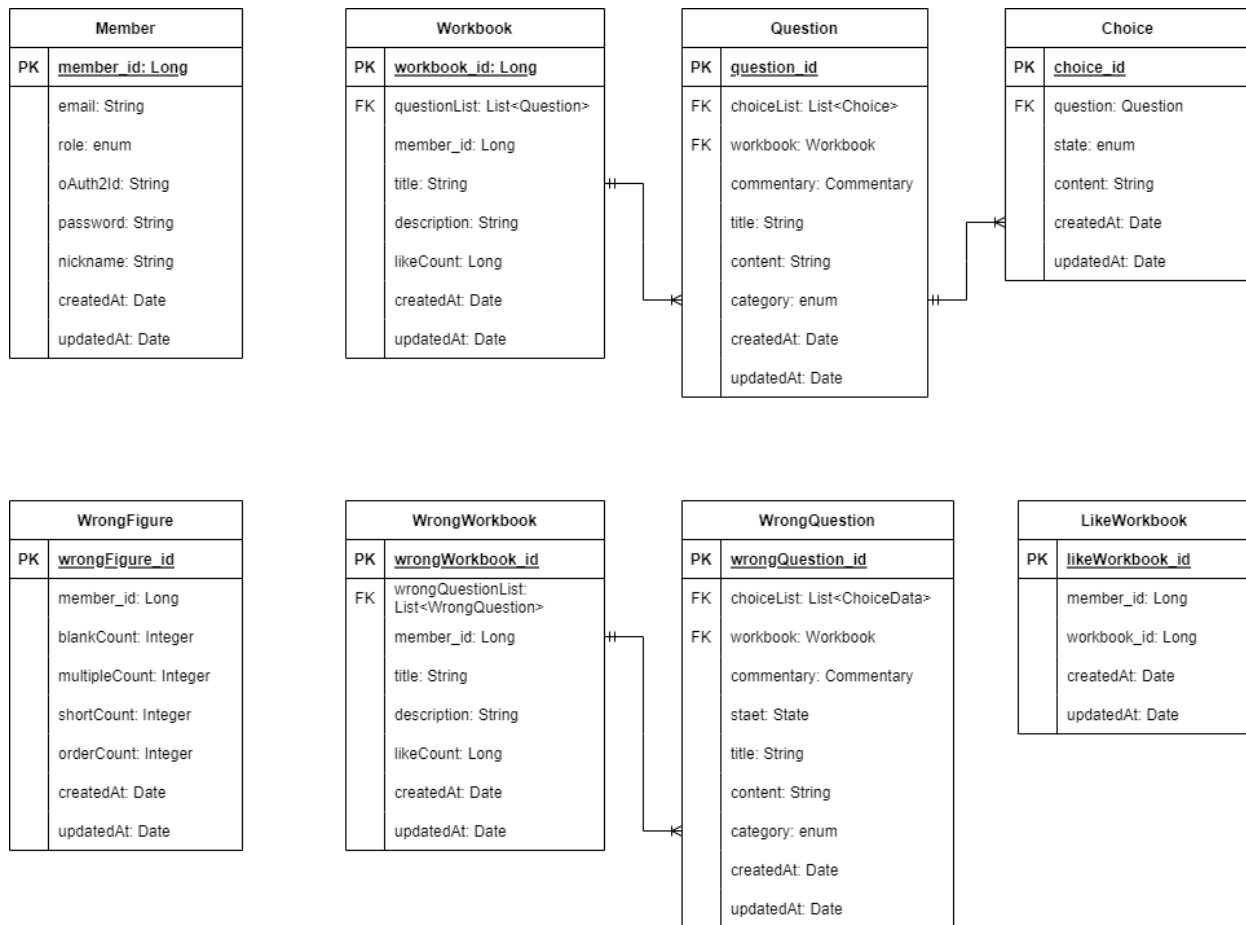 Member
PK member_id: Long
email: String
role: enum
oAuth2Id: String
password: String
nickname: String
createdAt: Date
updatedAt: Date
Workbook
PK workbook_id: Long
FK questionList: List<Question>
member_id: Long
title: String
description: String
likeCount: Long
createdAt: Date
updatedAt: Date
Question
PK question_id
FK choiceList: List<Choice>
FK workbook: Workbook
commentary: Commentary
title: String
content: String
category: enum
createdAt: Date
updatedAt: Date
Choice
PK choice_id
FK question: Question
state: enum
content: String
createdAt: Date
updatedAt: Date
WrongFigure
PK wrongFigure_id
member_id: Long
blankCount: Integer
multipleCount: Integer
shortCount: Integer
orderCount: Integer
createdAt: Date
updatedAt: Date
WrongWorkbook
PK wrongWorkbook_id
FK wrongQuestionList:
List<WrongQuestion>
member_id: Long
title: String
description: String
likeCount: Long
createdAt: Date
updatedAt: Date
WrongQuestion
PK wrongQuestion_id
FK choiceList: List<ChoiceData>
FK workbook: Workbook
commentary: Commentary
staet: State
title: String
content: String
category: enum
createdAt: Date
updatedAt: Date
LikeWorkbook
PK likeWorkbook_id
member_id: Long
workbook_id: Long
createdAt: Date
updatedAt: Date